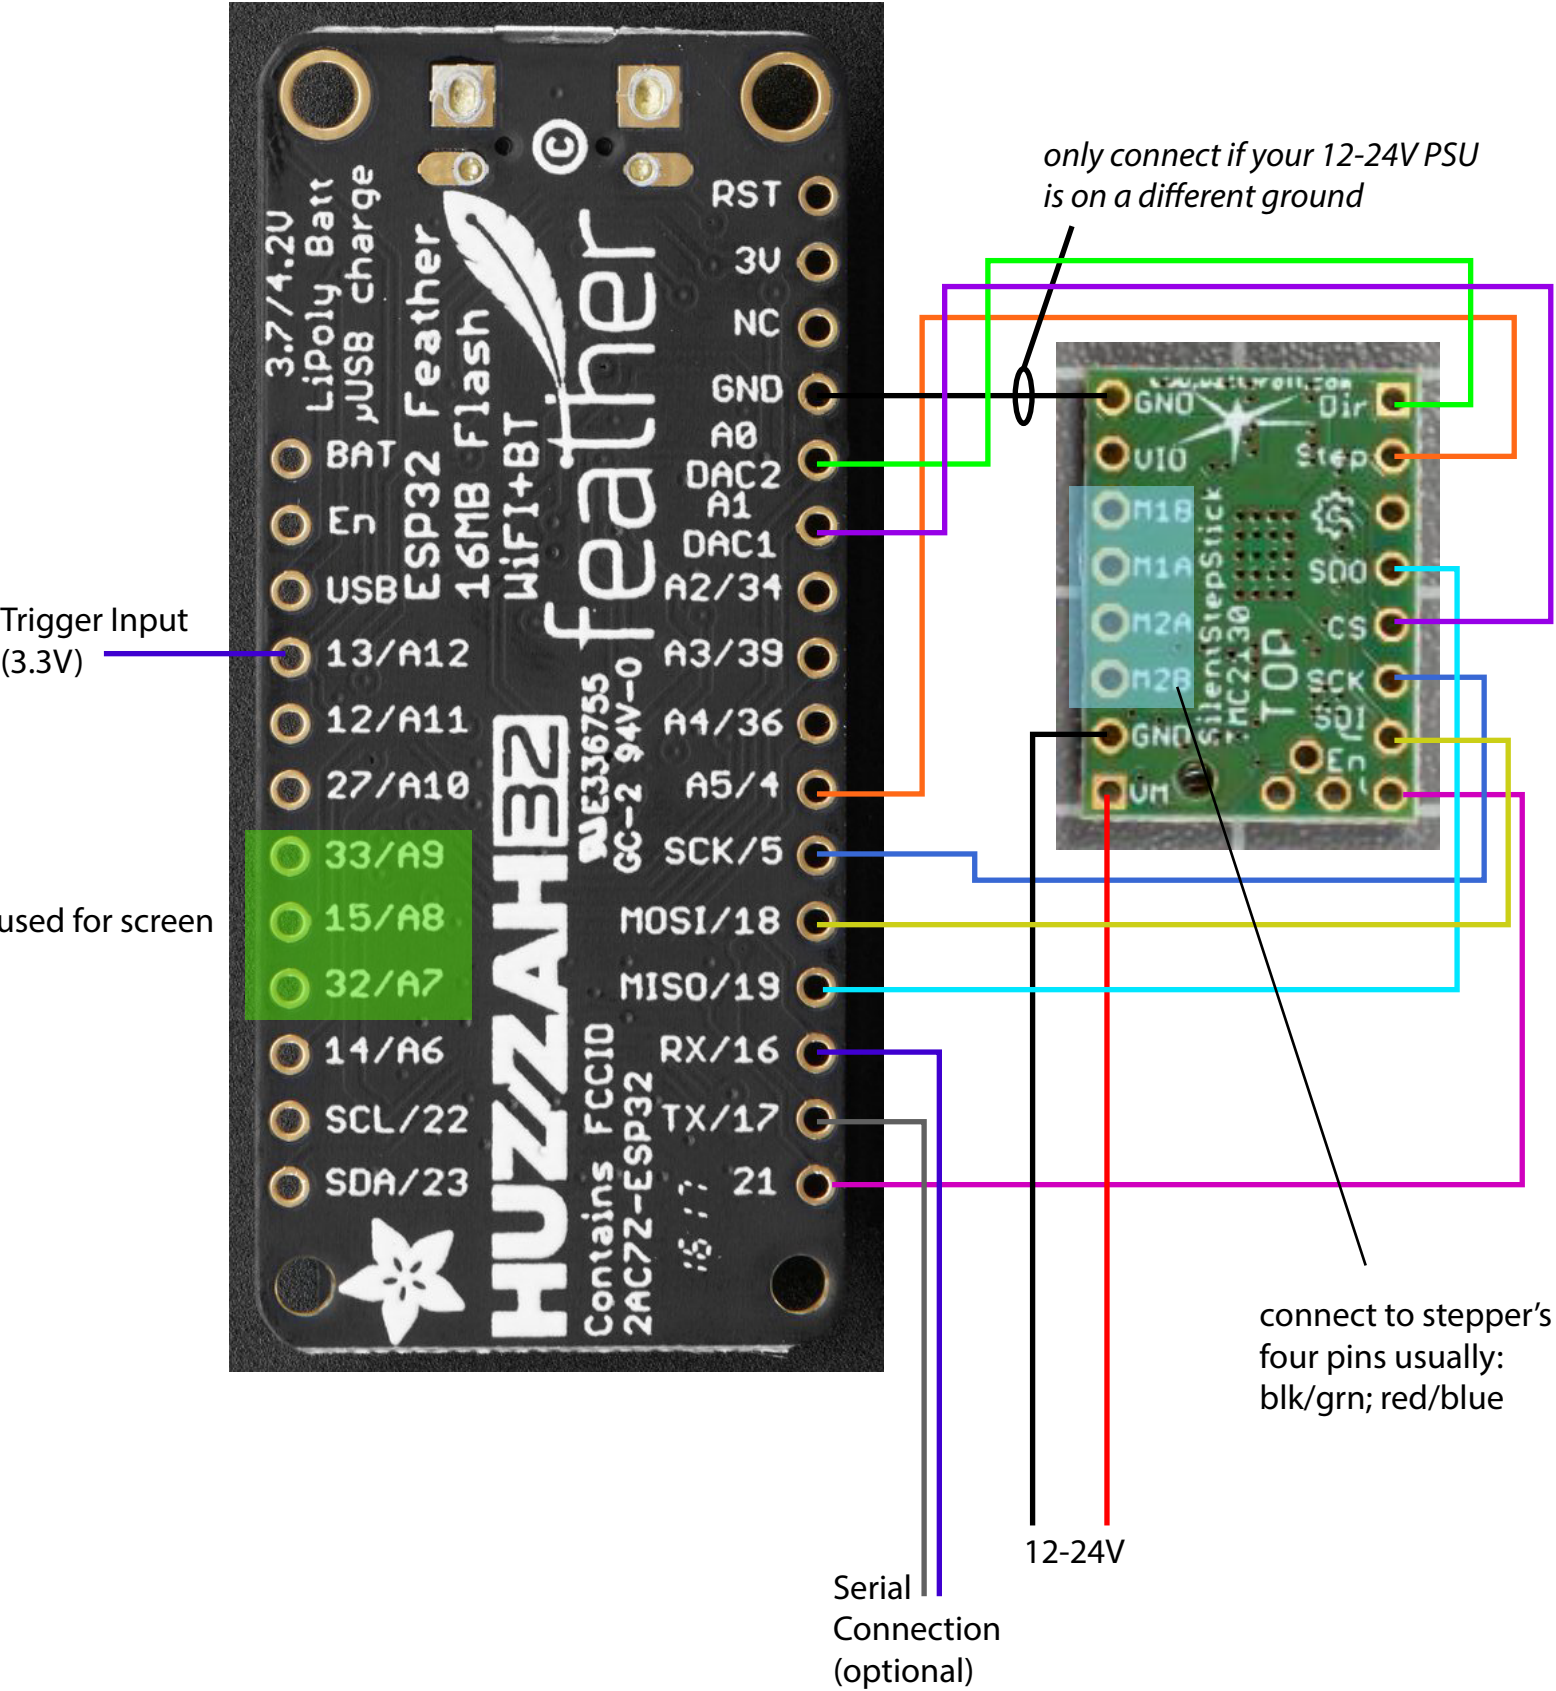 only connect if your 12-24V PSU
is on a different ground
©
3.7/4.2V
LiPoly Batt
µUSB charge
ESP32 Feather
16MB Flash
WiFi+BT
feather
RST
3V
NC
GND
A0
DAC2
A1
DAC1
A2/34
A3/39
A4/36
A5/4
SCK/5
MOSI/18
MISO/19
RX/16
TX/17
21
BAT
En
USB
13/A12
12/A11
27/A10
33/A9
15/A8
32/A7
14/A6
SCL/22
SDA/23
HUZZAH32
E336755
GC-2 94V-0
Contains FCCID
2AC7Z-ESP32
16 17
Trigger Input
(3.3V)
used for screen
GND
VIO
M1B
M1A
M2A
M2B
GND
VM
SilentStepStick
TMC2130
TOP
Dir
Step
SDO
CS
SCK
SDI
En
connect to stepper's
four pins usually:
blk/grn; red/blue
12-24V
Serial
Connection
(optional)